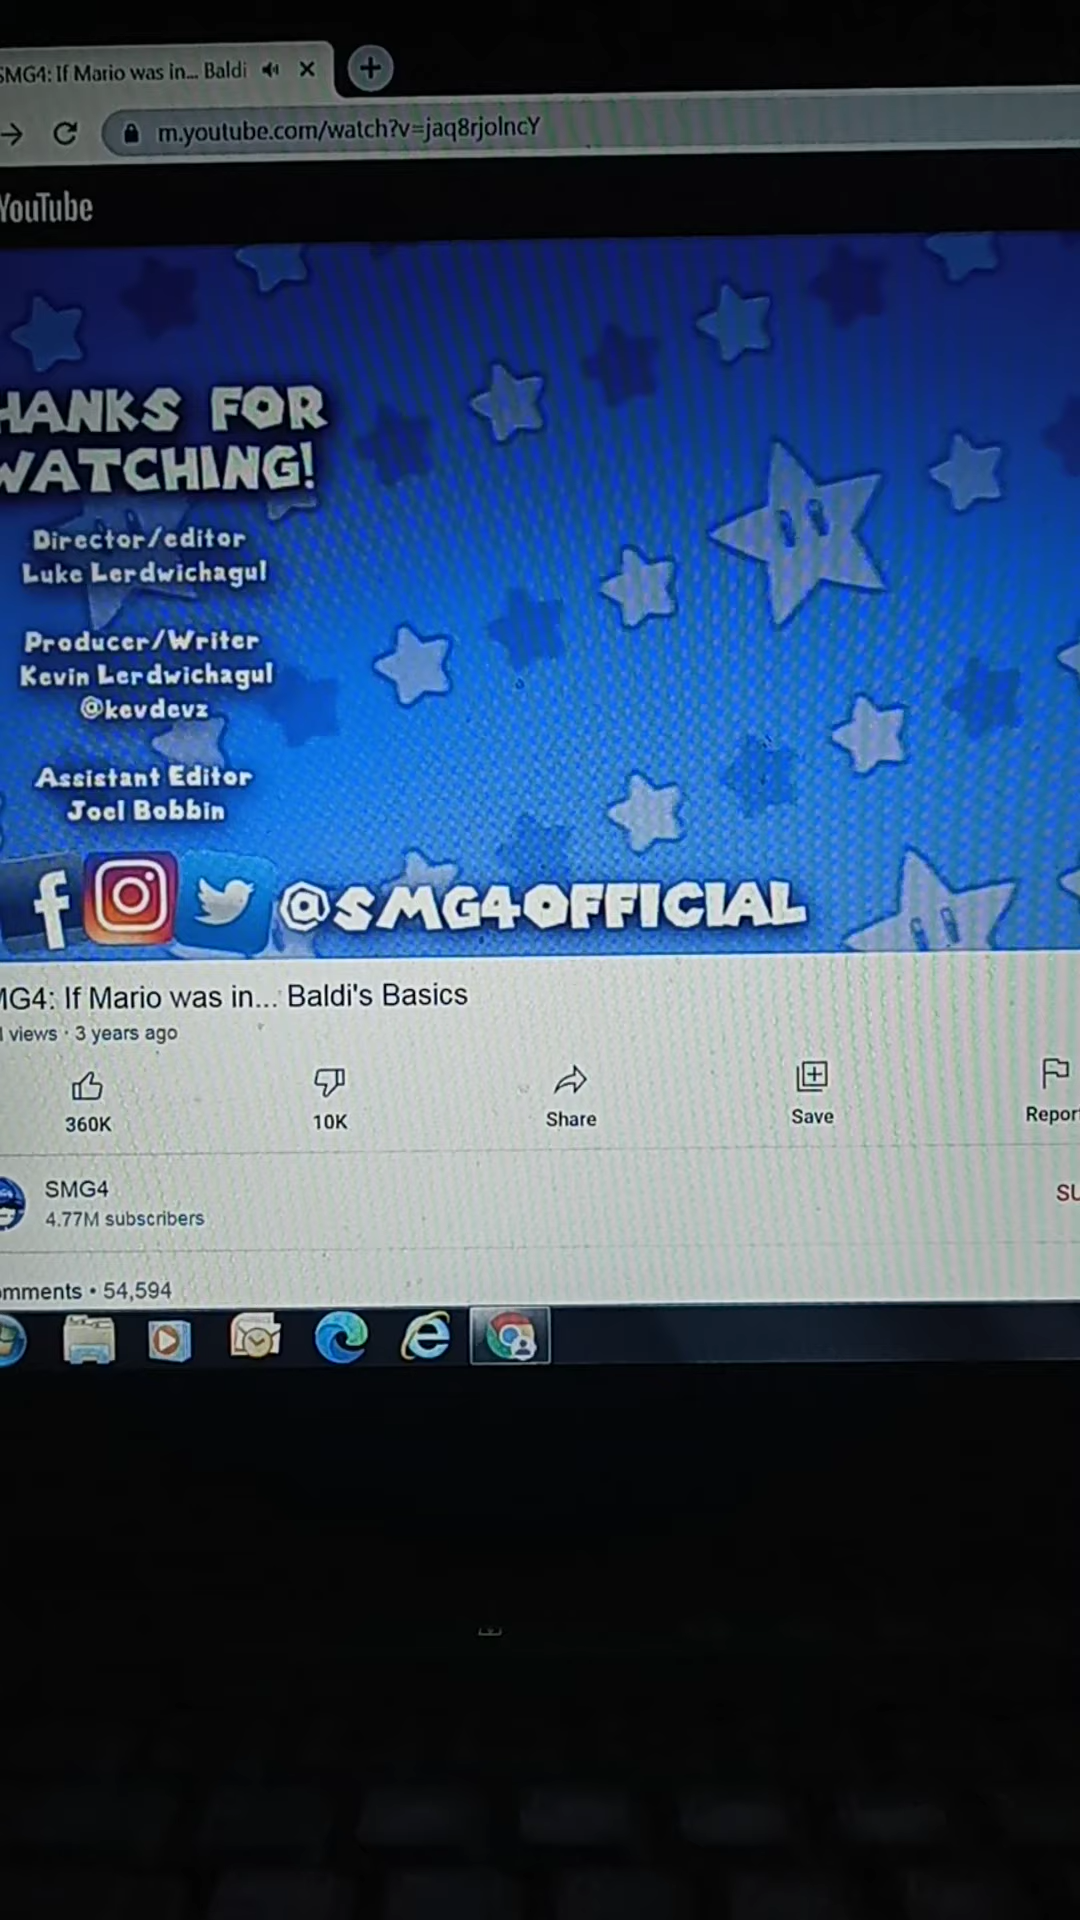 SMG4: If Mario was in... Baldi
m.youtube.com/watch?v=jaq8rjolncY
YouTube
HANKS FOR
WATCHING!
Director/editor
Luke Lerdwichagul
Producer/Writer
Kevin Lerdwichagul
@kevdevz
Assistant Editor
Joel Bobbin
@SMG4OFFICIAL
MG4: If Mario was in... Baldi's Basics
views · 3 years ago
360K
10K
Share
Save
Report
SMG4
4.77M subscribers
SU
omments • 54,594